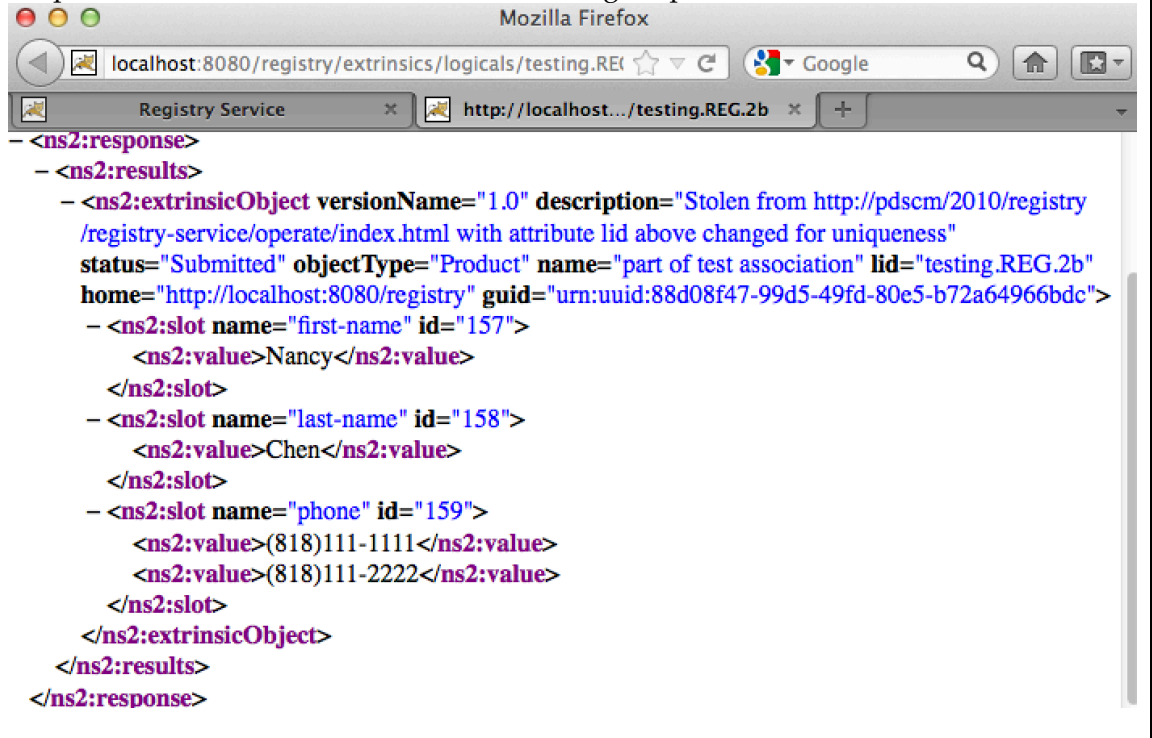 Mozilla Firefox
localhost:8080/registry/extrinsics/logicals/testing.RE
Google
Registry Service
http://localhost.../testing.REG.2b
– <ns2:response>
– <ns2:results>
– <ns2:extrinsicObject versionName="1.0" description="Stolen from http://pdscm/2010/registry
/registry-service/operate/index.html with attribute lid above changed for uniqueness"
status="Submitted" objectType="Product" name="part of test association" lid="testing.REG.2b"
home="http://localhost:8080/registry" guid="urn:uuid:88d08f47-99d5-49fd-80e5-b72a64966bdc">
– <ns2:slot name="first-name" id="157">
<ns2:value>Nancy</ns2:value>
</ns2:slot>
– <ns2:slot name="last-name" id="158">
<ns2:value>Chen</ns2:value>
</ns2:slot>
– <ns2:slot name="phone" id="159">
<ns2:value>(818)111-1111</ns2:value>
<ns2:value>(818)111-2222</ns2:value>
</ns2:slot>
</ns2:extrinsicObject>
</ns2:results>
</ns2:response>